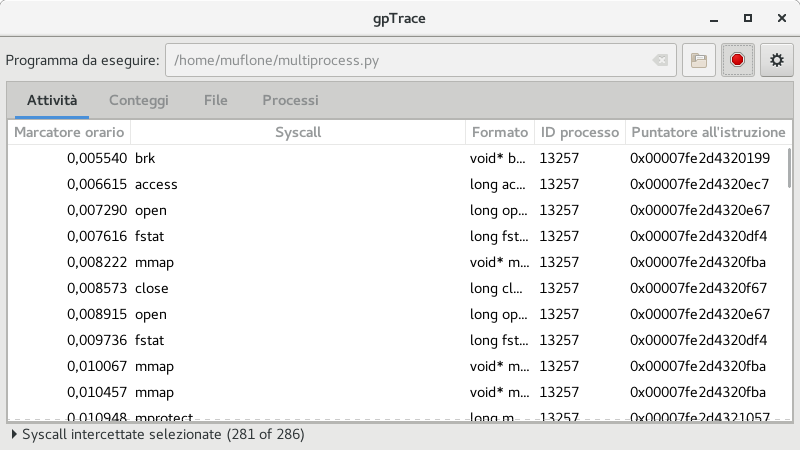 gpTrace
Programma da eseguire: /home/muflone/multiprocess.py
Attività Conteggi File Processi
Marcatore orario Syscall Formato ID processo Puntatore all'istruzione
0,005540 brk void* b... 13257 0x00007fe2d4320199
0,006615 access long ac... 13257 0x00007fe2d4320ec7
0,007290 open long op... 13257 0x00007fe2d4320e67
0,007616 fstat long fst... 13257 0x00007fe2d4320df4
0,008222 mmap void* m... 13257 0x00007fe2d4320fba
0,008573 close long cl... 13257 0x00007fe2d4320f67
0,008915 open long op... 13257 0x00007fe2d4320e67
0,009736 fstat long fst... 13257 0x00007fe2d4320df4
0,010067 mmap void* m... 13257 0x00007fe2d4320fba
0,010457 mmap void* m... 13257 0x00007fe2d4320fba
0,010948 mprotect long m... 13257 0x00007fe2d4321057
Syscall intercettate selezionate (281 of 286)